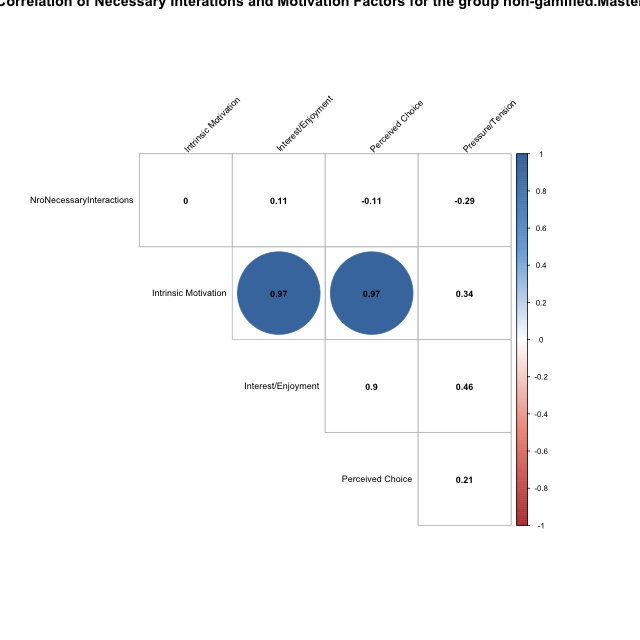 Correlation of Necessary Interations and Motivation Factors for the group non-gamified.Master
Intrinsic Motivation
Interest/Enjoyment
Perceived Choice
Pressure/Tension
NroNecessaryInteractions 0 0.11 -0.11 -0.29
Intrinsic Motivation 0.97 0.97 0.34
Interest/Enjoyment 0.9 0.46
Perceived Choice 0.21
1
0.8
0.6
0.4
0.2
0
-0.2
-0.4
-0.6
-0.8
-1